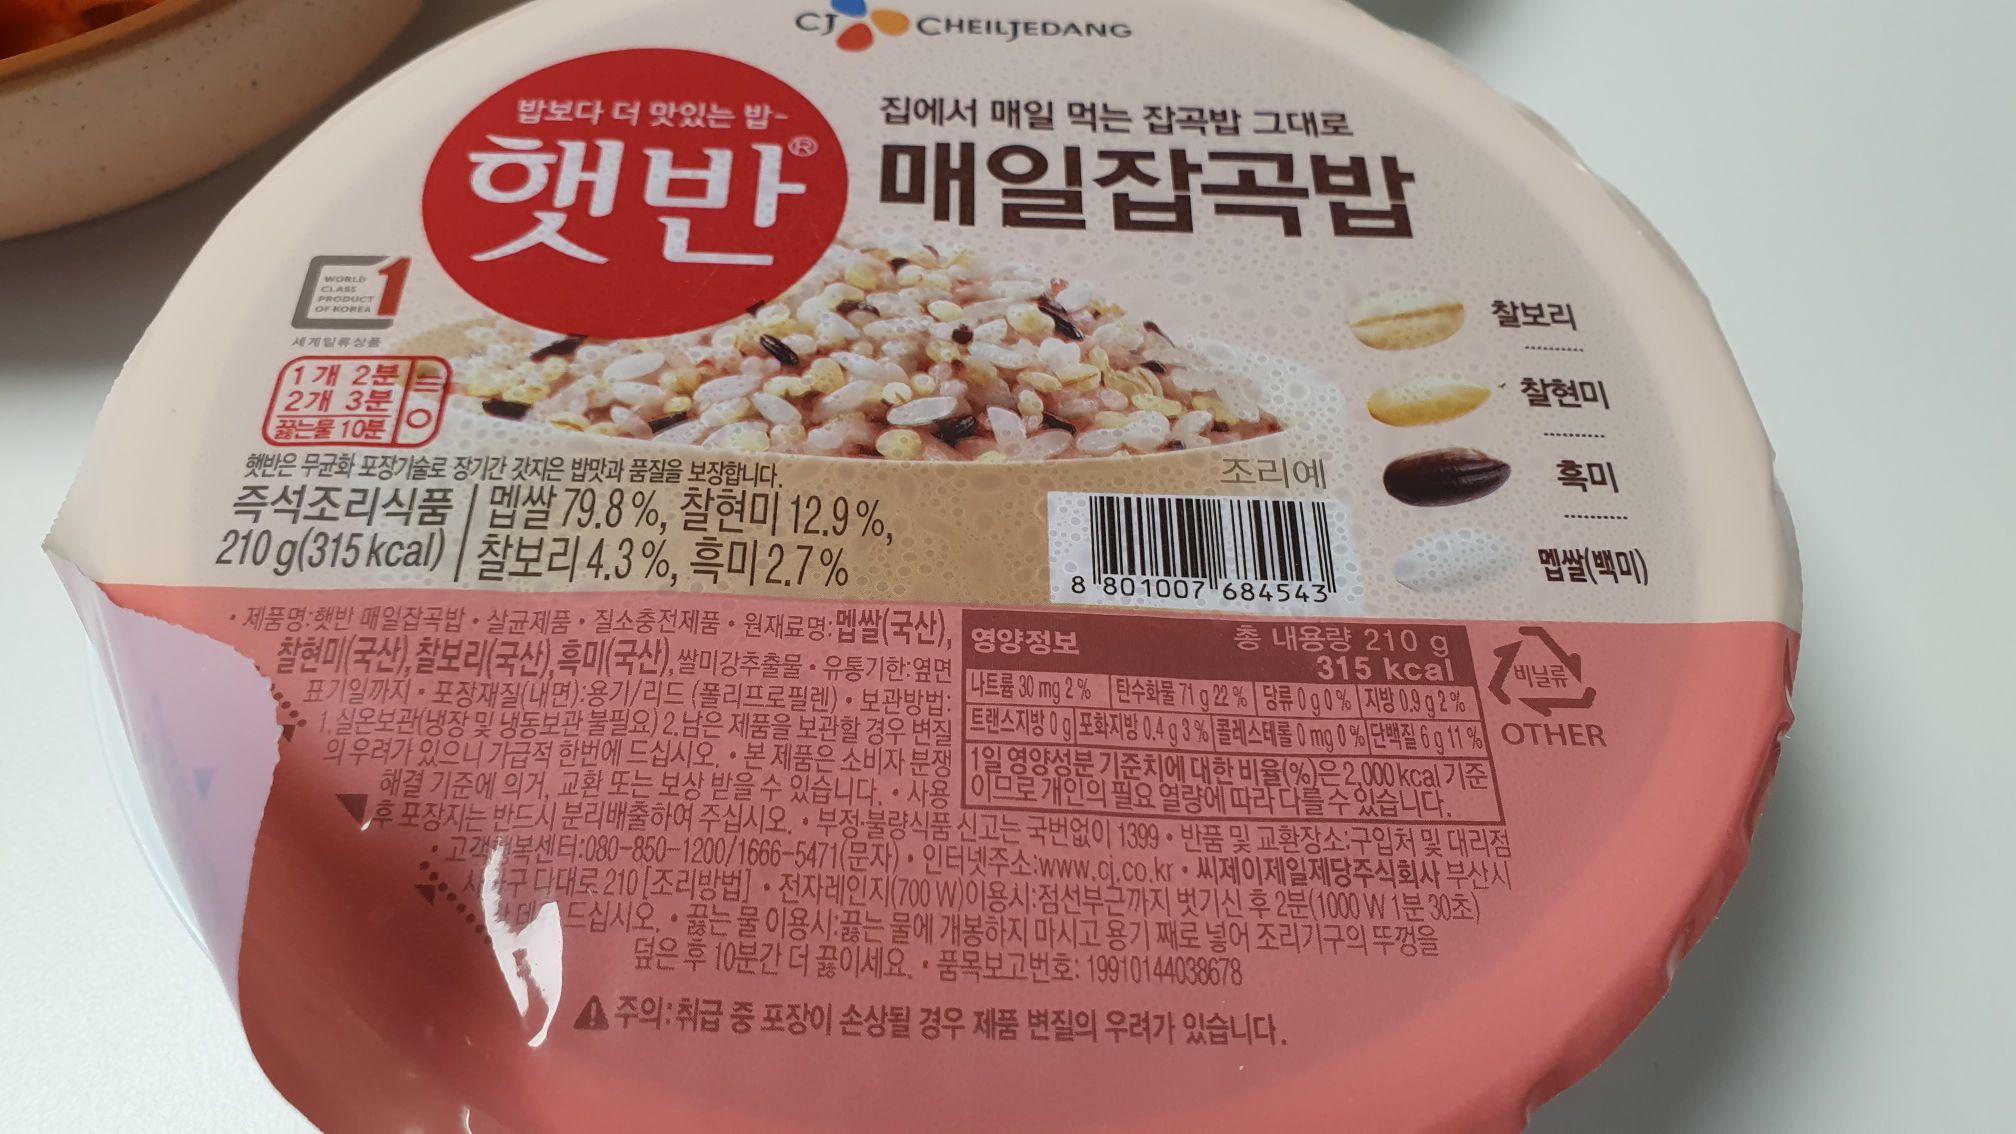 CJ CHEILJEDANG
밥보다 더 맛있는 밥-
햇반®
집에서 매일 먹는 잡곡밥 그대로
매일잡곡밥
WORLD
CLASS
PRODUCT
OF KOREA
1
세계일류상품
1개 2분
2개 3분
끓는물 10분
찰보리
찰현미
흑미
멥쌀(백미)
조리예
햇반은 무균화 포장기술로 장기간 갓지은 밥맛과 품질을 보장합니다.
즉석조리식품
210 g(315 kcal)
멥쌀 79.8 %, 찰현미 12.9 %,
찰보리 4.3 %, 흑미 2.7 %
8 801007 684543
• 제품명:햇반 매일잡곡밥 • 살균제품 • 질소충전제품 • 원재료명:멥쌀(국산),
찰현미(국산), 찰보리(국산), 흑미(국산), 쌀미강추출물 • 유통기한:옆면
표기일까지 • 포장재질(내면):용기/리드 (폴리프로필렌) • 보관방법:
1.실온보관(냉장 및 냉동보관 불필요) 2.남은 제품을 보관할 경우 변질
의 우려가 있으니 가급적 한번에 드십시오. • 본 제품은 소비자 분쟁
해결 기준에 의거, 교환 또는 보상 받을 수 있습니다. • 사용
후 포장지는 반드시 분리배출하여 주십시오. • 부정·불량식품 신고는 국번없이 1399 • 반품 및 교환장소:구입처 및 대리점
• 고객행복센터:080-850-1200/1666-5471(문자) • 인터넷주소:www.cj.co.kr • 씨제이제일제당주식회사 부산시
다대로 210 [조리방법] • 전자레인지(700 W)이용시:점선부근까지 벗기신 후 2분(1000 W 1분 30초)
드십시오. • 끓는 물 이용시:끓는 물에 개봉하지 마시고 용기 째로 넣어 조리기구의 뚜껑을
덮은 후 10분간 더 끓이세요. • 품목보고번호: 19910144038678
주의:취급 중 포장이 손상될 경우 제품 변질의 우려가 있습니다.
영양정보
총 내용량 210 g
315 kcal
나트륨 30 mg 2 % 탄수화물 71 g 22 % 당류 0 g 0 % 지방 0.9 g 2 %
트랜스지방 0 g 포화지방 0.4 g 3 % 콜레스테롤 0 mg 0 % 단백질 6 g 11 %
1일 영양성분 기준치에 대한 비율(%)은 2,000 kcal 기준
이므로 개인의 필요 열량에 따라 다를 수 있습니다.
비닐류
OTHER